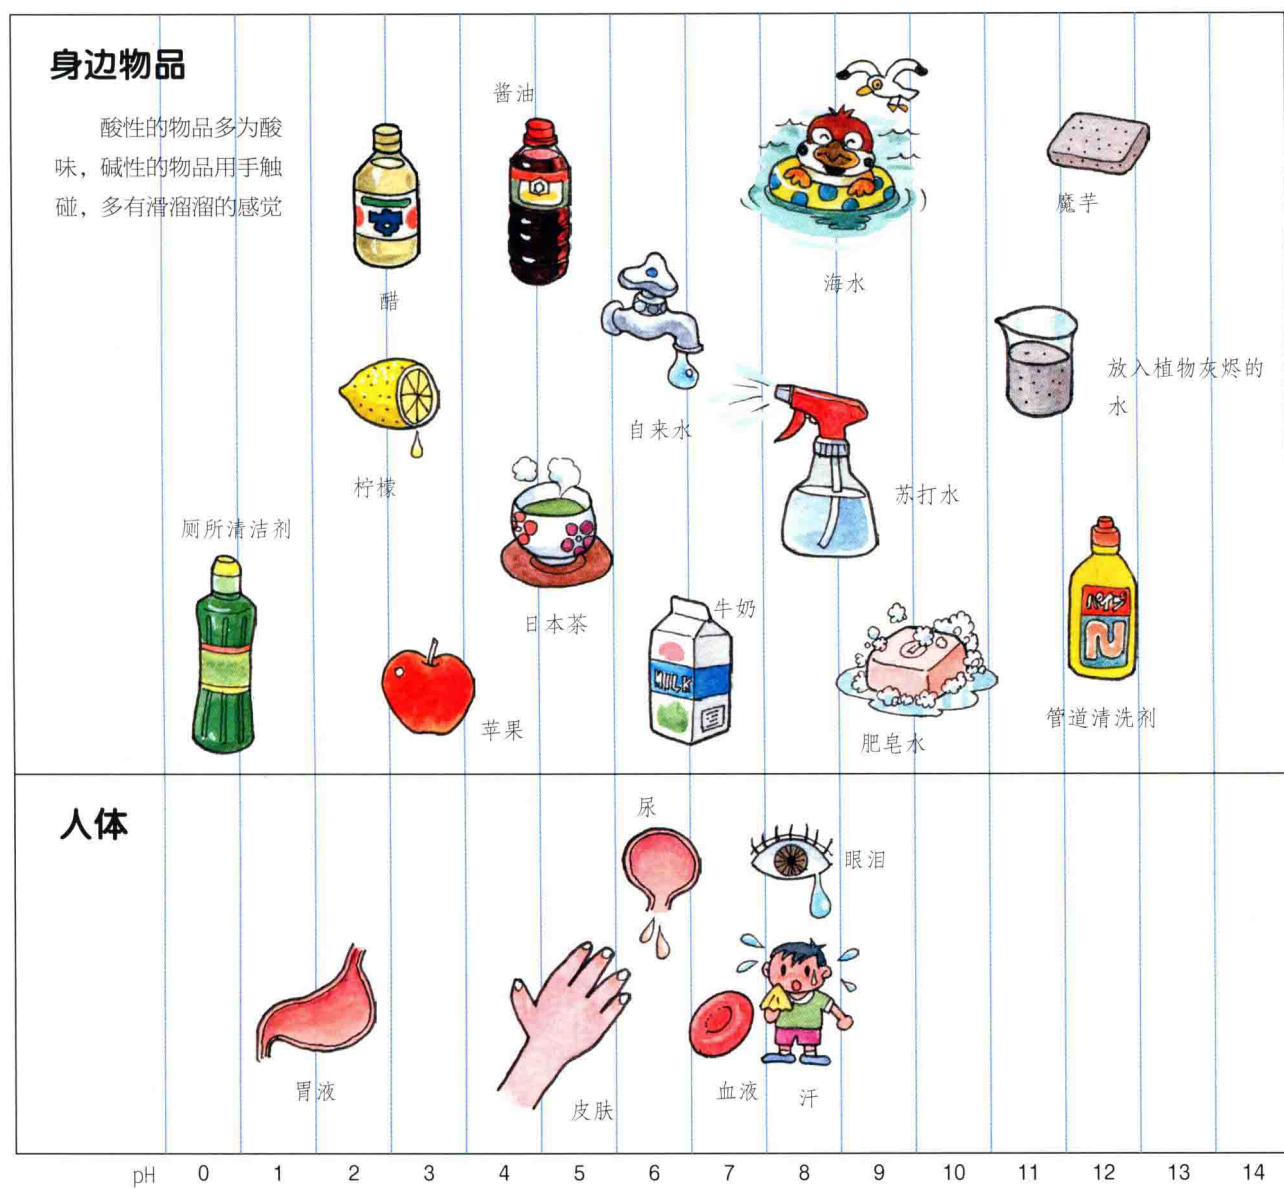 身边物品
酸性的物品多为酸
味，碱性的物品用手触
碰，多有滑溜溜的感觉
酱油
醋
海水
魔芋
自来水
放入植物灰烬的
水
柠檬
苏打水
厕所清洁剂
日本茶
牛奶
MILK
パイプ
N
苹果
肥皂水
管道清洗剂
人体
尿
眼泪
胃液
皮肤
血液
汗
pH 0 1 2 3 4 5 6 7 8 9 10 11 12 13 14